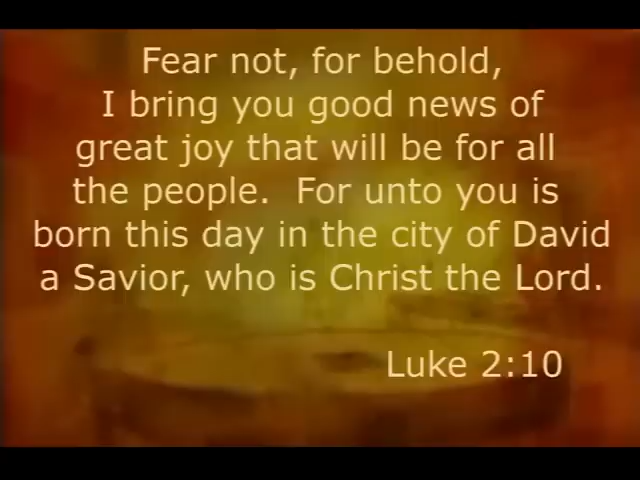 Fear not, for behold,
I bring you good news of
great joy that will be for all
the people.  For unto you is
born this day in the city of David
a Savior, who is Christ the Lord.
Luke 2:10